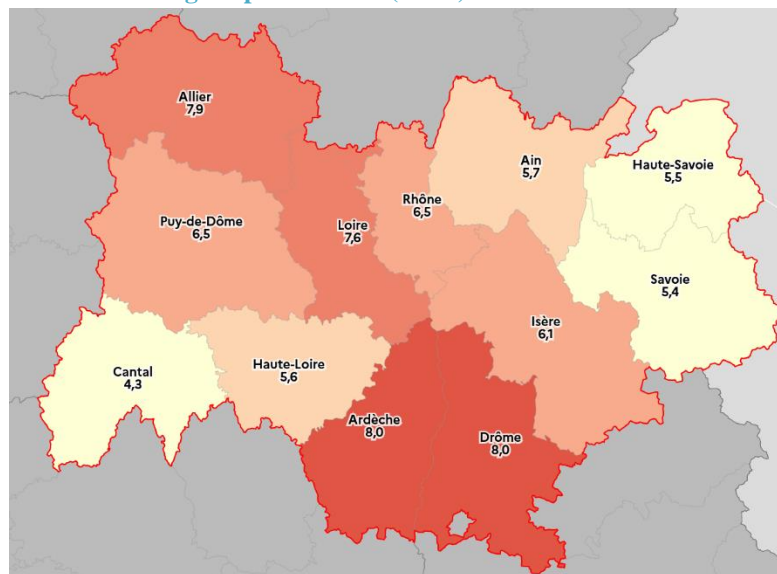 Allier
7,9
Ain
5,7
Haute-Savoie
5,5
Rhône
6,5
Puy-de-Dôme
6,5
Loire
7,6
Savoie
5,4
Isère
6,1
Cantal
4,3
Haute-Loire
5,6
Ardèche
8,0
Drôme
8,0